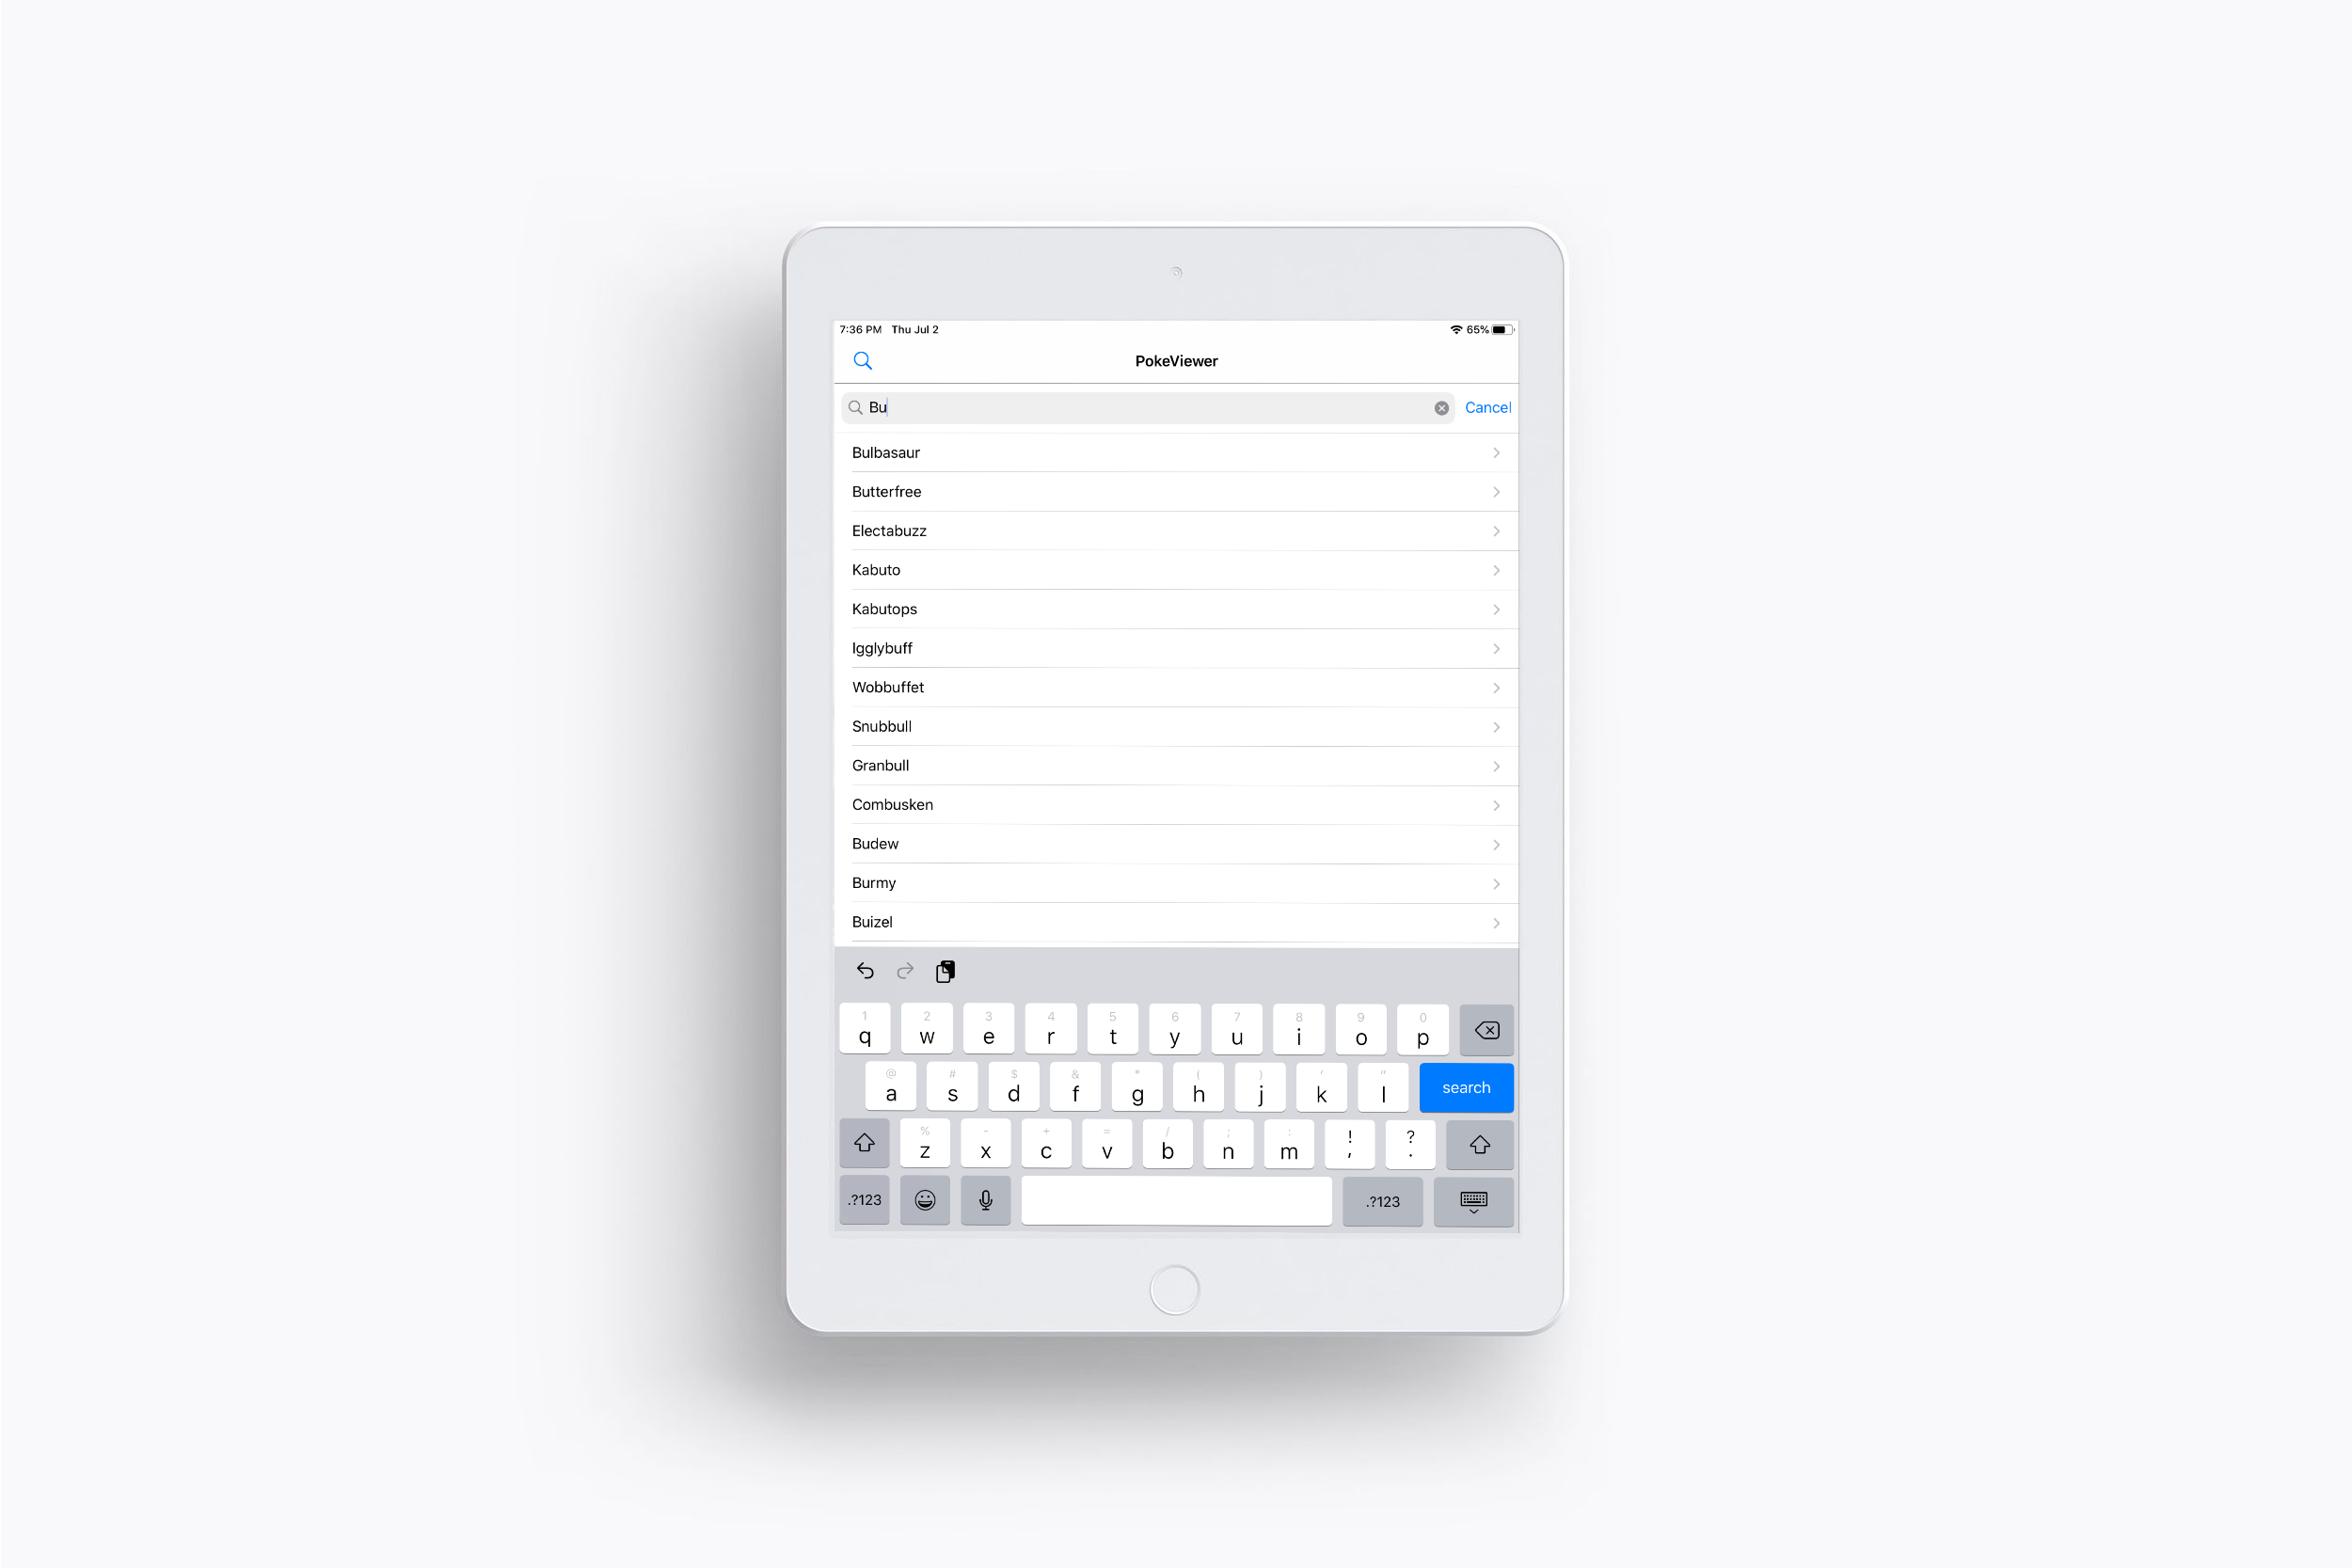 7:36 PM Thu Jul 2 65%
PokeViewer
Bu Cancel
Bulbasaur
Butterfree
Electabuzz
Kabuto
Kabutops
Igglybuff
Wobbuffet
Snubbull
Granbull
Combusken
Budew
Burmy
Buizel
1 2 3 4 5 6 7 8 9 0
q w e r t y u i o p
@ # $ & * ( ) ' "
a s d f g h j k l search
% - + = / ; : ! ?
z x c v b n m , .
.?123 .?123